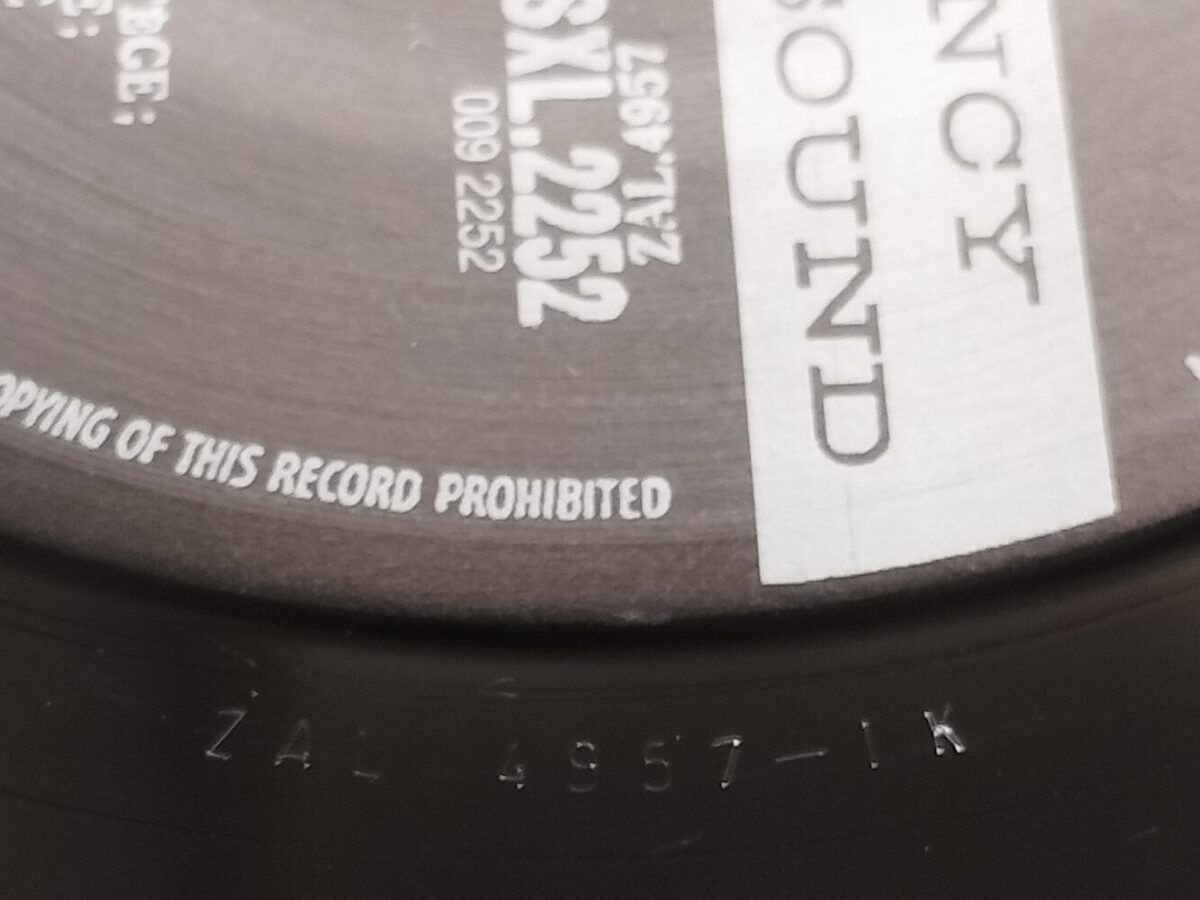 SXL.2252
ZAL.4957
009 2252
SOUND
NCY
OPYING OF THIS RECORD PROHIBITED
ZAL 4957-1K